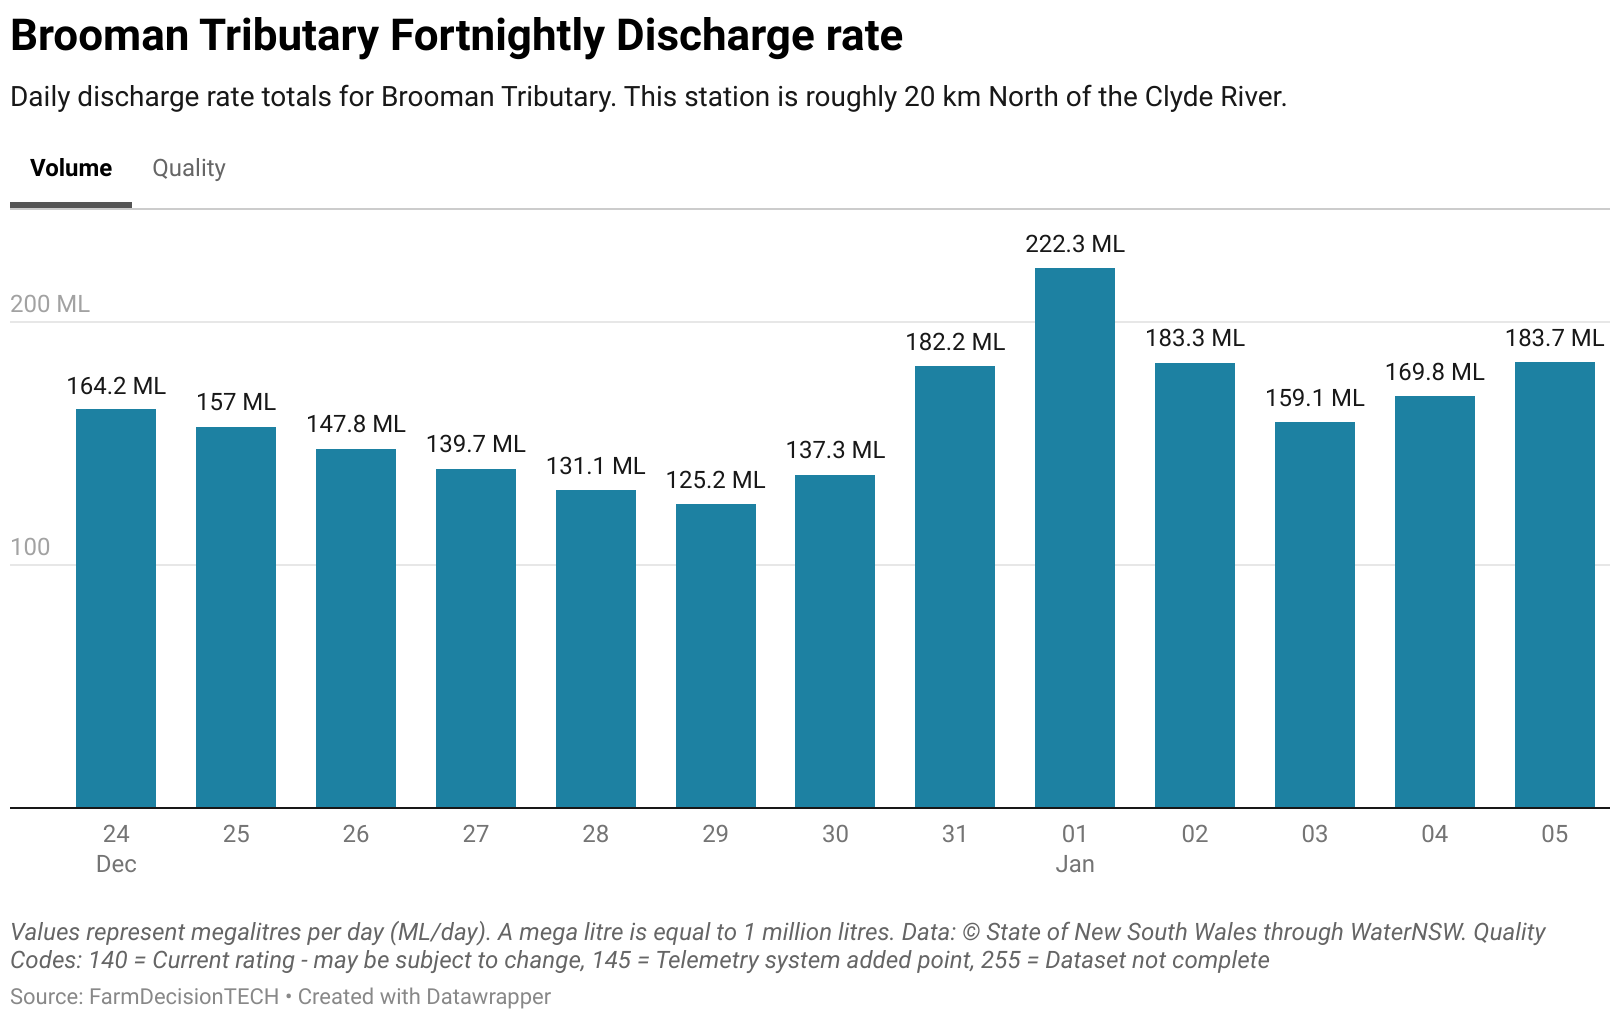 Brooman Tributary Fortnightly Discharge rate
Daily discharge rate totals for Brooman Tributary. This station is roughly 20 km North of the Clyde River.
Volume Quality
222.3 ML
200 ML
182.2 ML 183.3 ML 183.7 ML
164.2 ML 157 ML 147.8 ML 139.7 ML 131.1 ML 125.2 ML 137.3 ML 159.1 ML 169.8 ML
100
24 25 26 27 28 29 30 31 01 02 03 04 05
Dec Jan
Values represent megalitres per day (ML/day). A mega litre is equal to 1 million litres. Data: © State of New South Wales through WaterNSW. Quality
Codes: 140 = Current rating - may be subject to change, 145 = Telemetry system added point, 255 = Dataset not complete
Source: FarmDecisionTECH • Created with Datawrapper